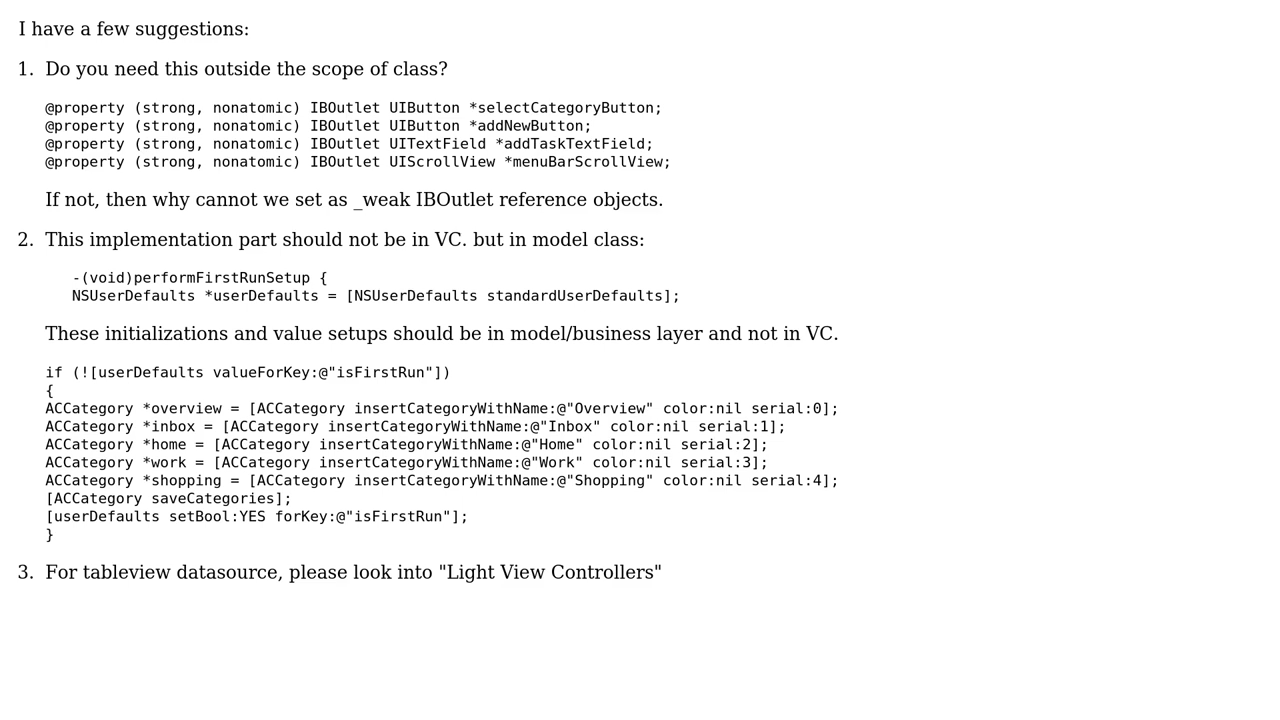 I have a few suggestions:
1. Do you need this outside the scope of class?
@property (strong, nonatomic) IBOutlet UIButton *selectCategoryButton;
@property (strong, nonatomic) IBOutlet UIButton *addNewButton;
@property (strong, nonatomic) IBOutlet UITextField *addTaskTextField;
@property (strong, nonatomic) IBOutlet UIScrollView *menuBarScrollView;
If not, then why cannot we set as _weak IBOutlet reference objects.
2. This implementation part should not be in VC. but in model class:
-(void)performFirstRunSetup {
NSUserDefaults *userDefaults = [NSUserDefaults standardUserDefaults];
These initializations and value setups should be in model/business layer and not in VC.
if (![userDefaults valueForKey:@"isFirstRun"])
{
ACCategory *overview = [ACCategory insertCategoryWithName:@"Overview" color:nil serial:0];
ACCategory *inbox = [ACCategory insertCategoryWithName:@"Inbox" color:nil serial:1];
ACCategory *home = [ACCategory insertCategoryWithName:@"Home" color:nil serial:2];
ACCategory *work = [ACCategory insertCategoryWithName:@"Work" color:nil serial:3];
ACCategory *shopping = [ACCategory insertCategoryWithName:@"Shopping" color:nil serial:4];
[ACCategory saveCategories];
[userDefaults setBool:YES forKey:@"isFirstRun"];
}
3. For tableview datasource, please look into "Light View Controllers"